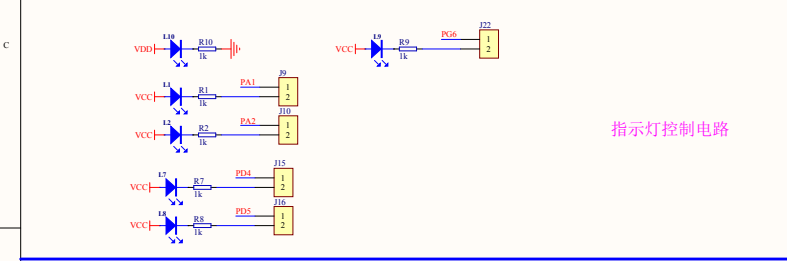 C
L10
VDD
R10
1k
L9
VCC
R9
1k
PG6
J22
1
2
L1
VCC
R1
1k
PA1
J9
1
2
L2
VCC
R2
1k
PA2
J10
1
2
指示灯控制电路
L7
VCC
R7
1k
PD4
J15
1
2
L8
VCC
R8
1k
PD5
J16
1
2